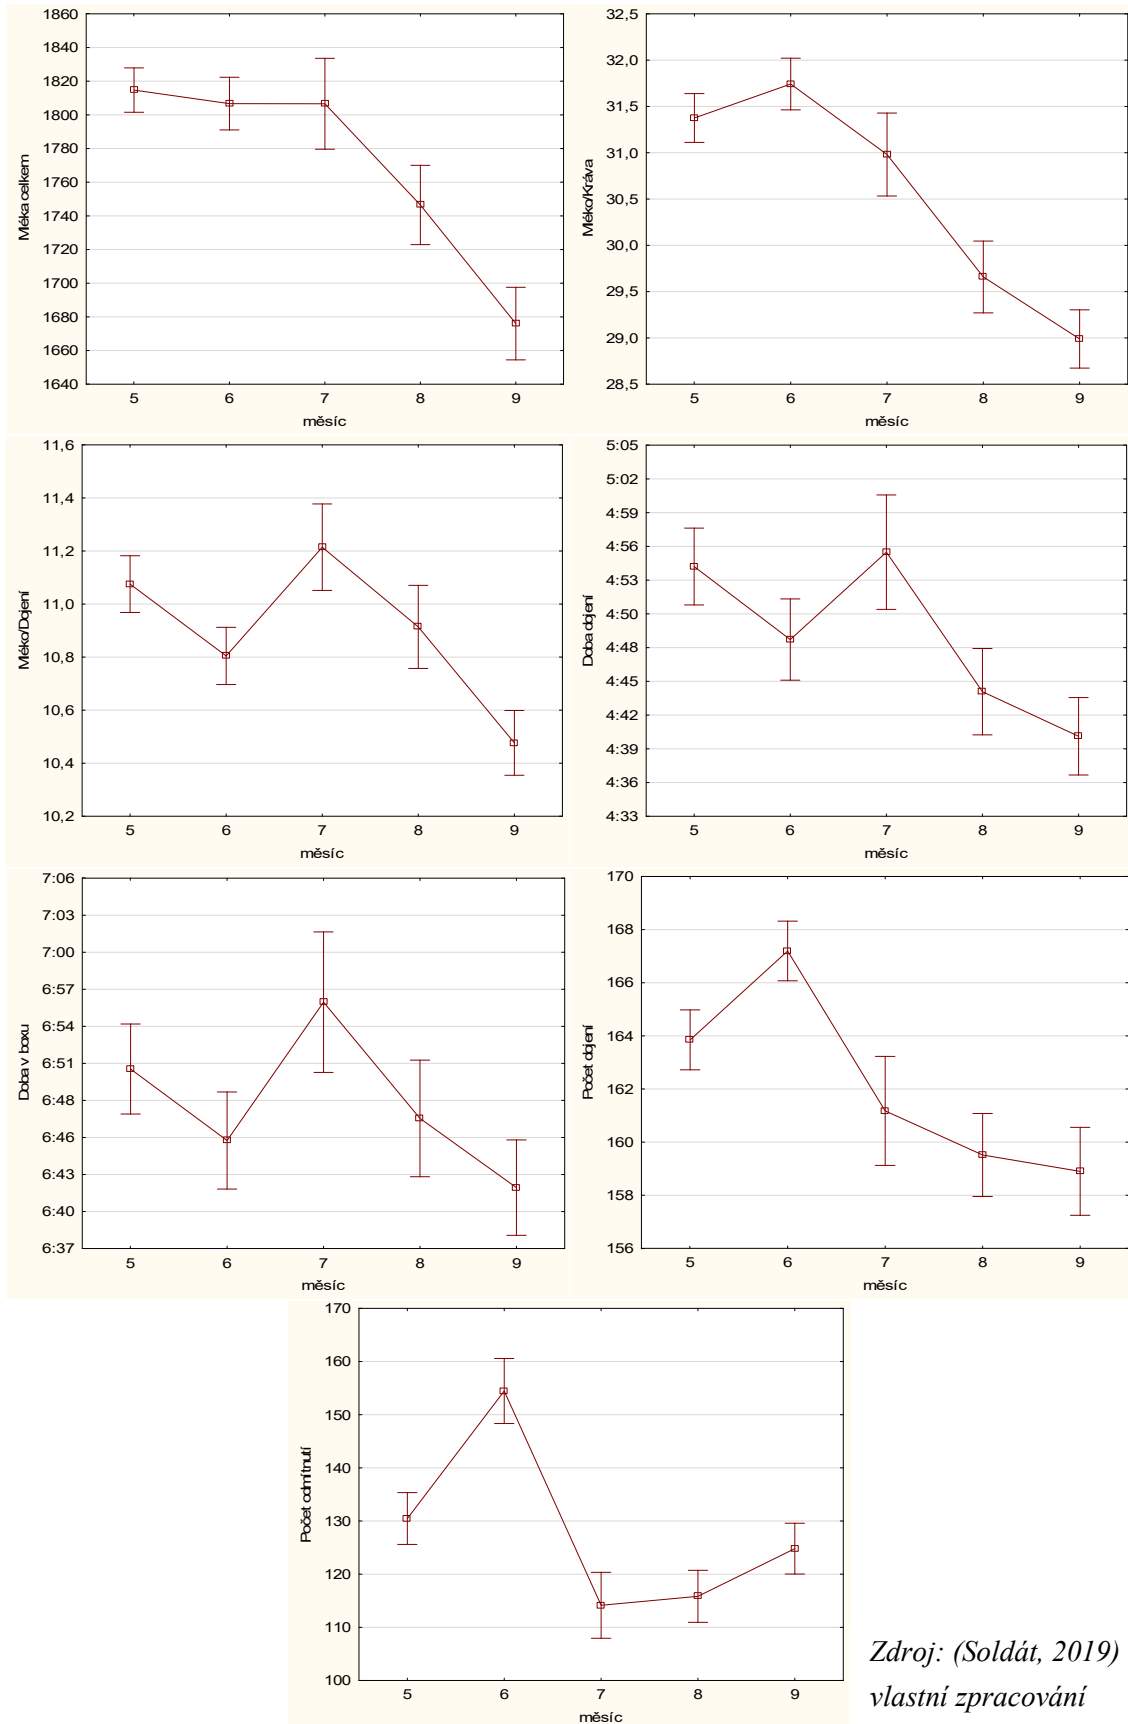 1860
1840
1820
1800
1780
1760
1740
1720
1700
1680
1660
1640
Méka celkem
5 6 7 8 9
měsíc
32,5
32,0
31,5
31,0
30,5
30,0
29,5
29,0
28,5
Méko/Kráva
5 6 7 8 9
měsíc
11,6
11,4
11,2
11,0
10,8
10,6
10,4
10,2
Méko/Dojení
5 6 7 8 9
měsíc
5:05
5:02
4:59
4:56
4:53
4:50
4:48
4:45
4:42
4:39
4:36
4:33
Doba dojení
5 6 7 8 9
měsíc
7:06
7:03
7:00
6:57
6:54
6:51
6:48
6:46
6:43
6:40
6:37
Doba v boxu
5 6 7 8 9
měsíc
170
168
166
164
162
160
158
156
Počet dojení
5 6 7 8 9
měsíc
170
160
150
140
130
120
110
100
Počet odmítnutí
5 6 7 8 9
měsíc
Zdroj: (Soldát, 2019)
vlastní zpracování